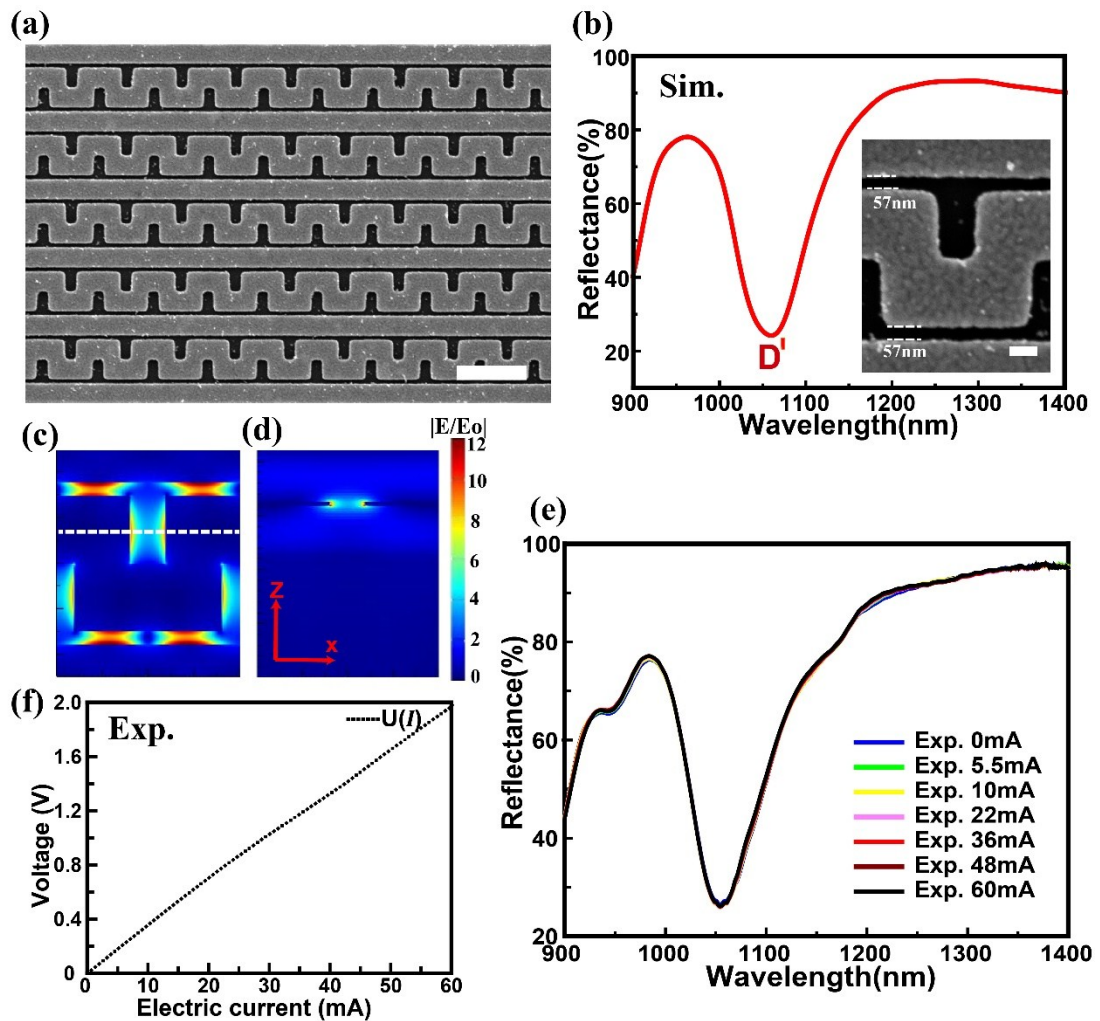 (a)
(b)
Sim.
Reflectance(%)
100
80
60
40
20
57nm
57nm
D'
900 1000 1100 1200 1300 1400
Wavelength(nm)
(c)
(d)
|E/Eo|
12
10
8
6
4
2
0
Z
x
(e)
Reflectance(%)
100
80
60
40
20
Exp. 0mA
Exp. 5.5mA
Exp. 10mA
Exp. 22mA
Exp. 36mA
Exp. 48mA
Exp. 60mA
900 1000 1100 1200 1300 1400
Wavelength(nm)
(f)
Exp.
U(I)
Voltage (V)
2.0
1.6
1.2
0.8
0.4
0
0 10 20 30 40 50 60
Electric current (mA)